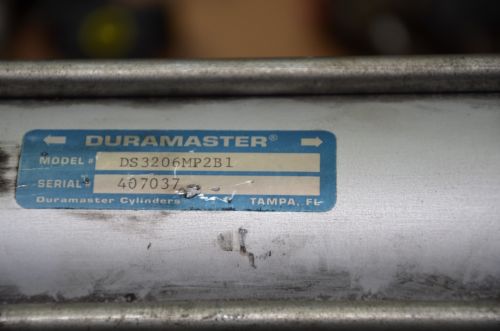 DURAMASTER®
MODEL # DS3206MP2B1
SERIAL# 407037
Duramaster Cylinders TAMPA, FL